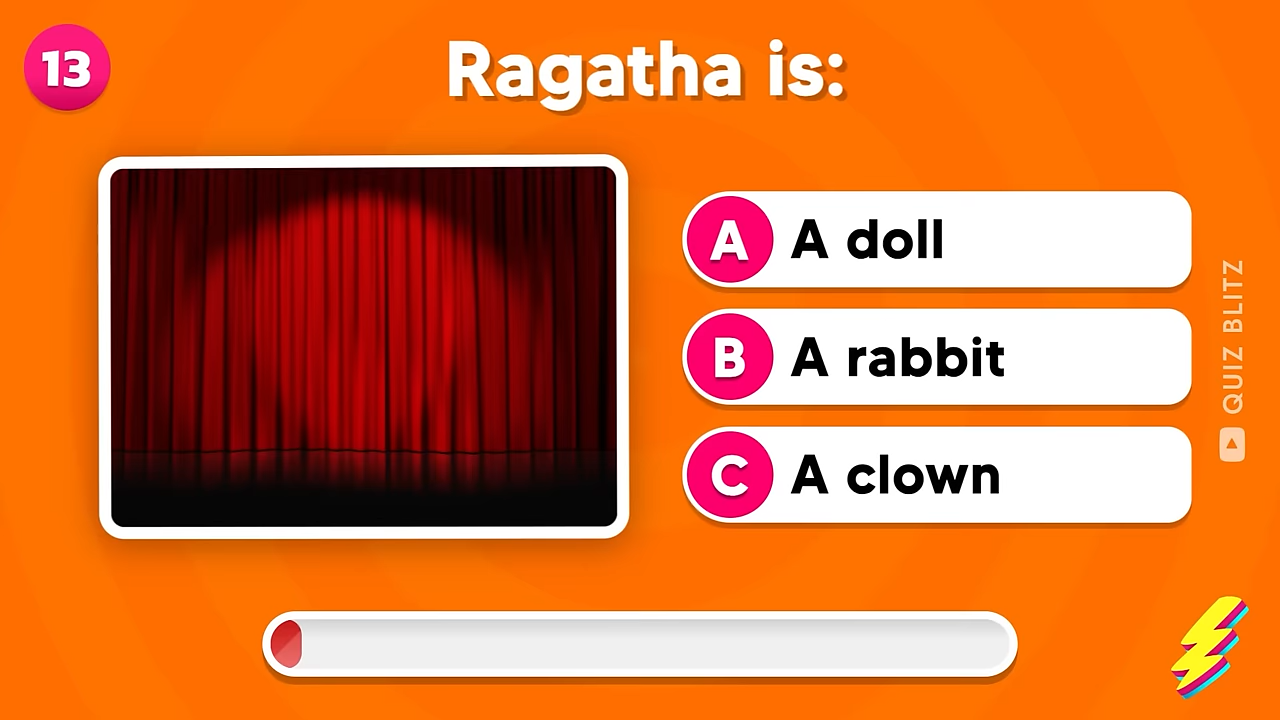 13
Ragatha is:
A A doll
B A rabbit
C A clown
QUIZ BLITZ